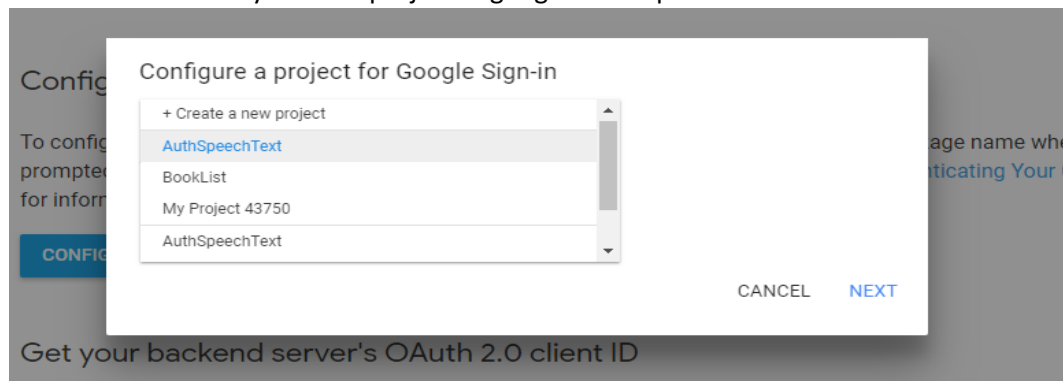 Configure a project for Google Sign-in
+ Create a new project
AuthSpeechText
BookList
My Project 43750
AuthSpeechText
CANCEL NEXT
Config
To config age name whe
prompted nticating Your
for inforn
CONFIG
Get your backend server's OAuth 2.0 client ID